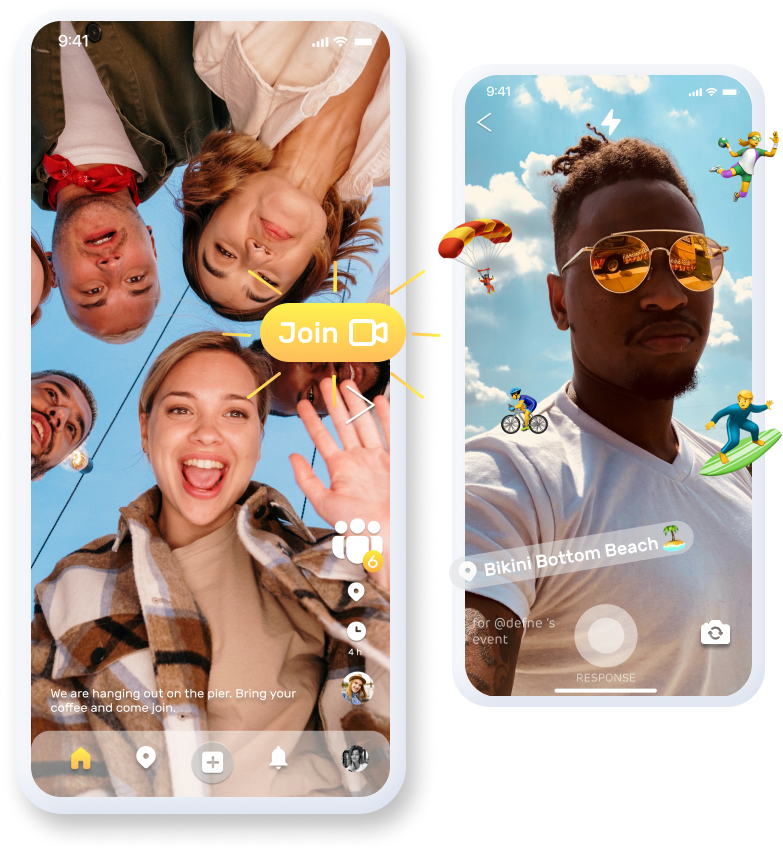 9:41
Join
6
4 h
We are hanging out on the pier. Bring your
coffee and come join.
9:41
Bikini Bottom Beach
for @defne 's
event
RESPONSE